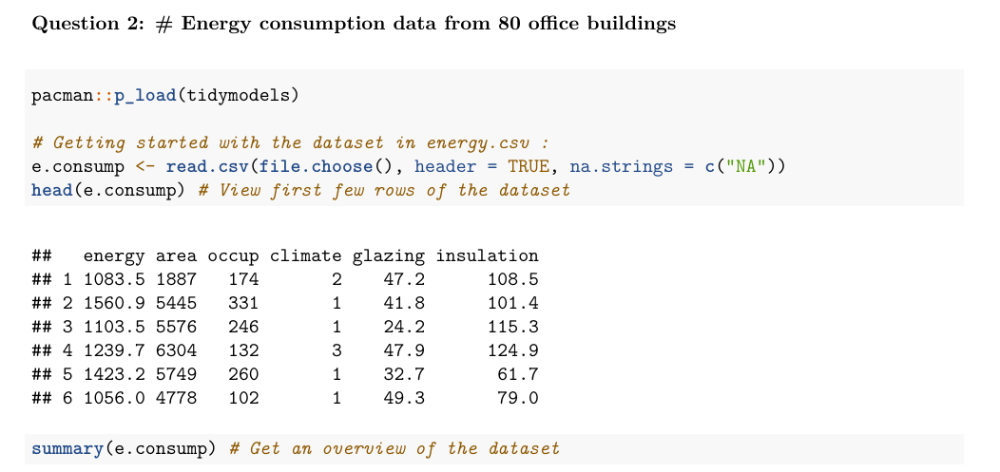 Question 2: # Energy consumption data from 80 office buildings
pacman::p_load(tidymodels)
# Getting started with the dataset in energy.csv :
e.consump <- read.csv(file.choose(), header = TRUE, na.strings = c("NA"))
head(e.consump) # View first few rows of the dataset
##   energy area occup climate glazing insulation
## 1 1083.5 1887   174       2    47.2      108.5
## 2 1560.9 5445   331       1    41.8      101.4
## 3 1103.5 5576   246       1    24.2      115.3
## 4 1239.7 6304   132       3    47.9      124.9
## 5 1423.2 5749   260       1    32.7       61.7
## 6 1056.0 4778   102       1    49.3       79.0
summary(e.consump) # Get an overview of the dataset